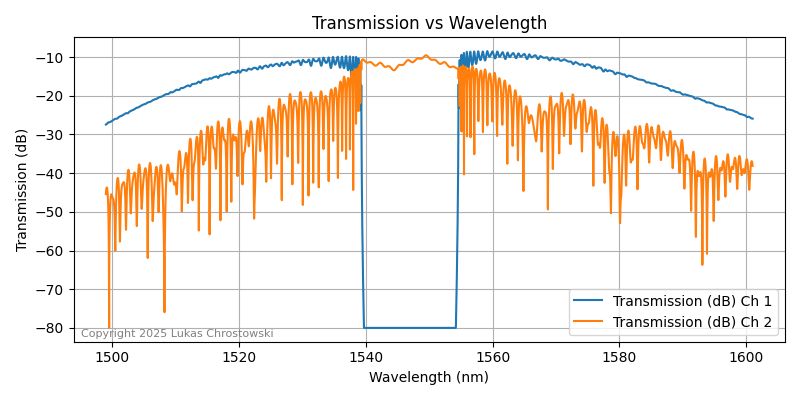 Transmission vs Wavelength
Transmission (dB)
−10
−20
−30
−40
−50
−60
−70
−80
Transmission (dB) Ch 1
Transmission (dB) Ch 2
Copyright 2025 Lukas Chrostowski
1500
1520
1540
1560
1580
1600
Wavelength (nm)